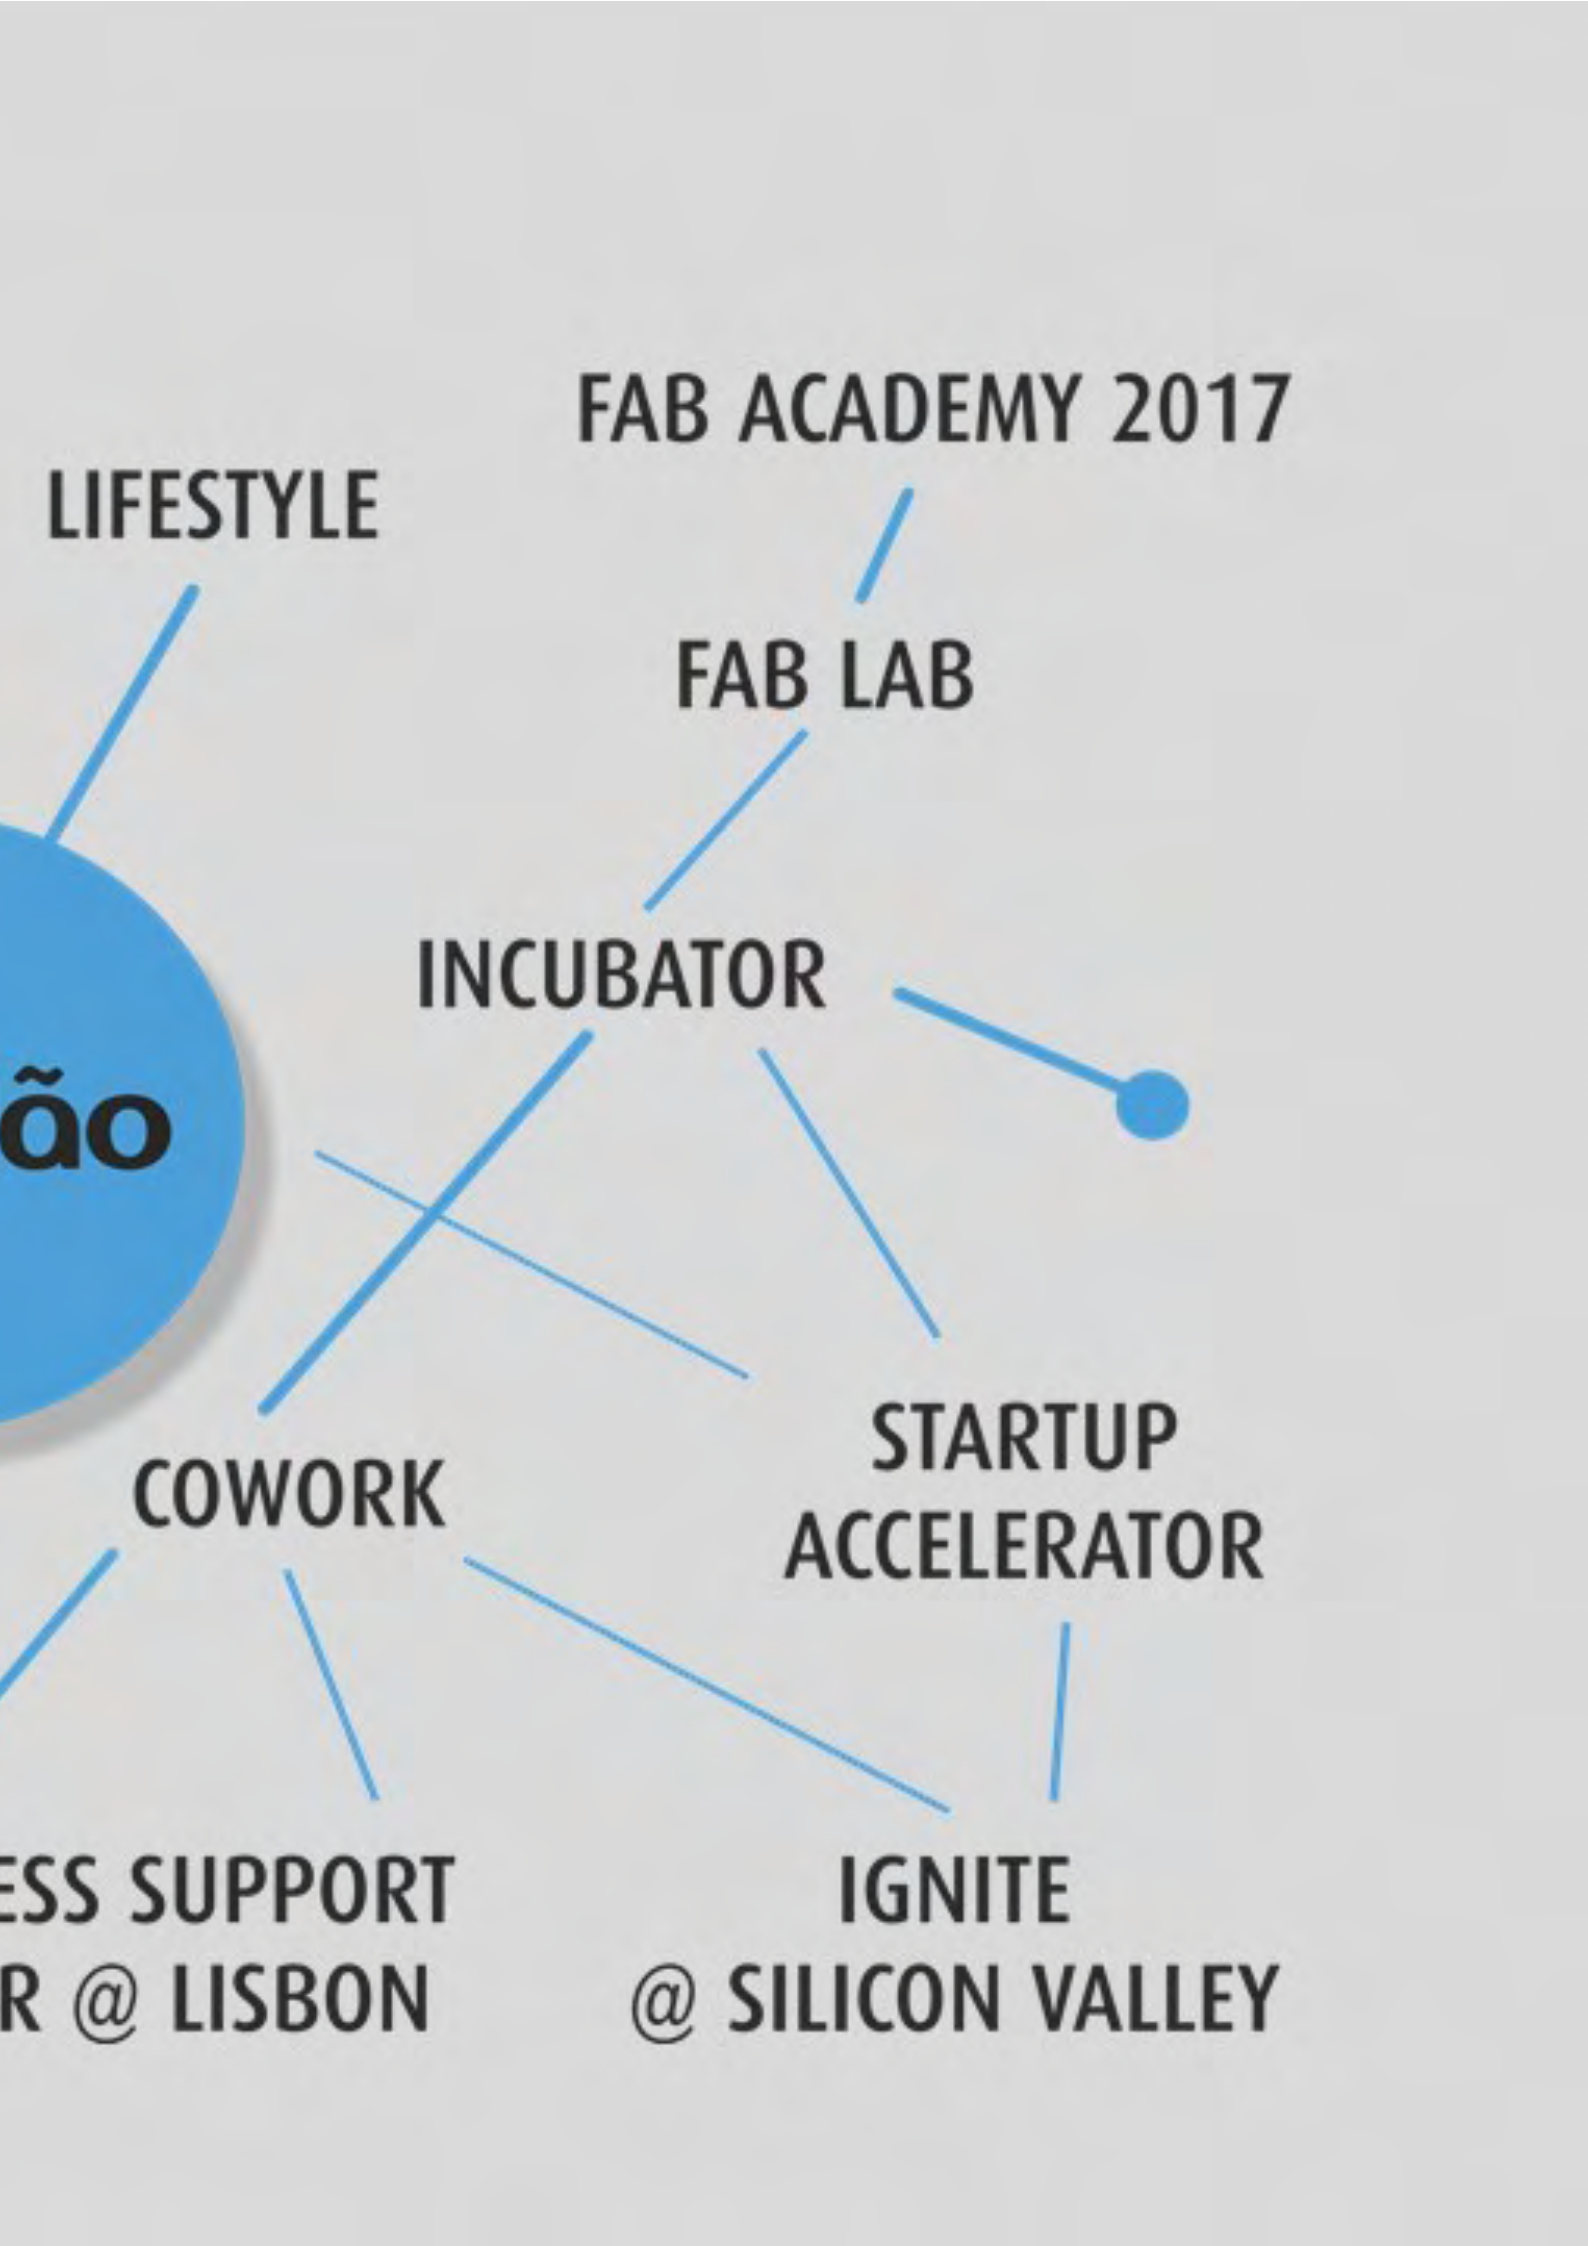 FAB ACADEMY 2017
LIFESTYLE
FAB LAB
INCUBATOR
ão
STARTUP
ACCELERATOR
COWORK
ESS SUPPORT
R @ LISBON
IGNITE
@ SILICON VALLEY